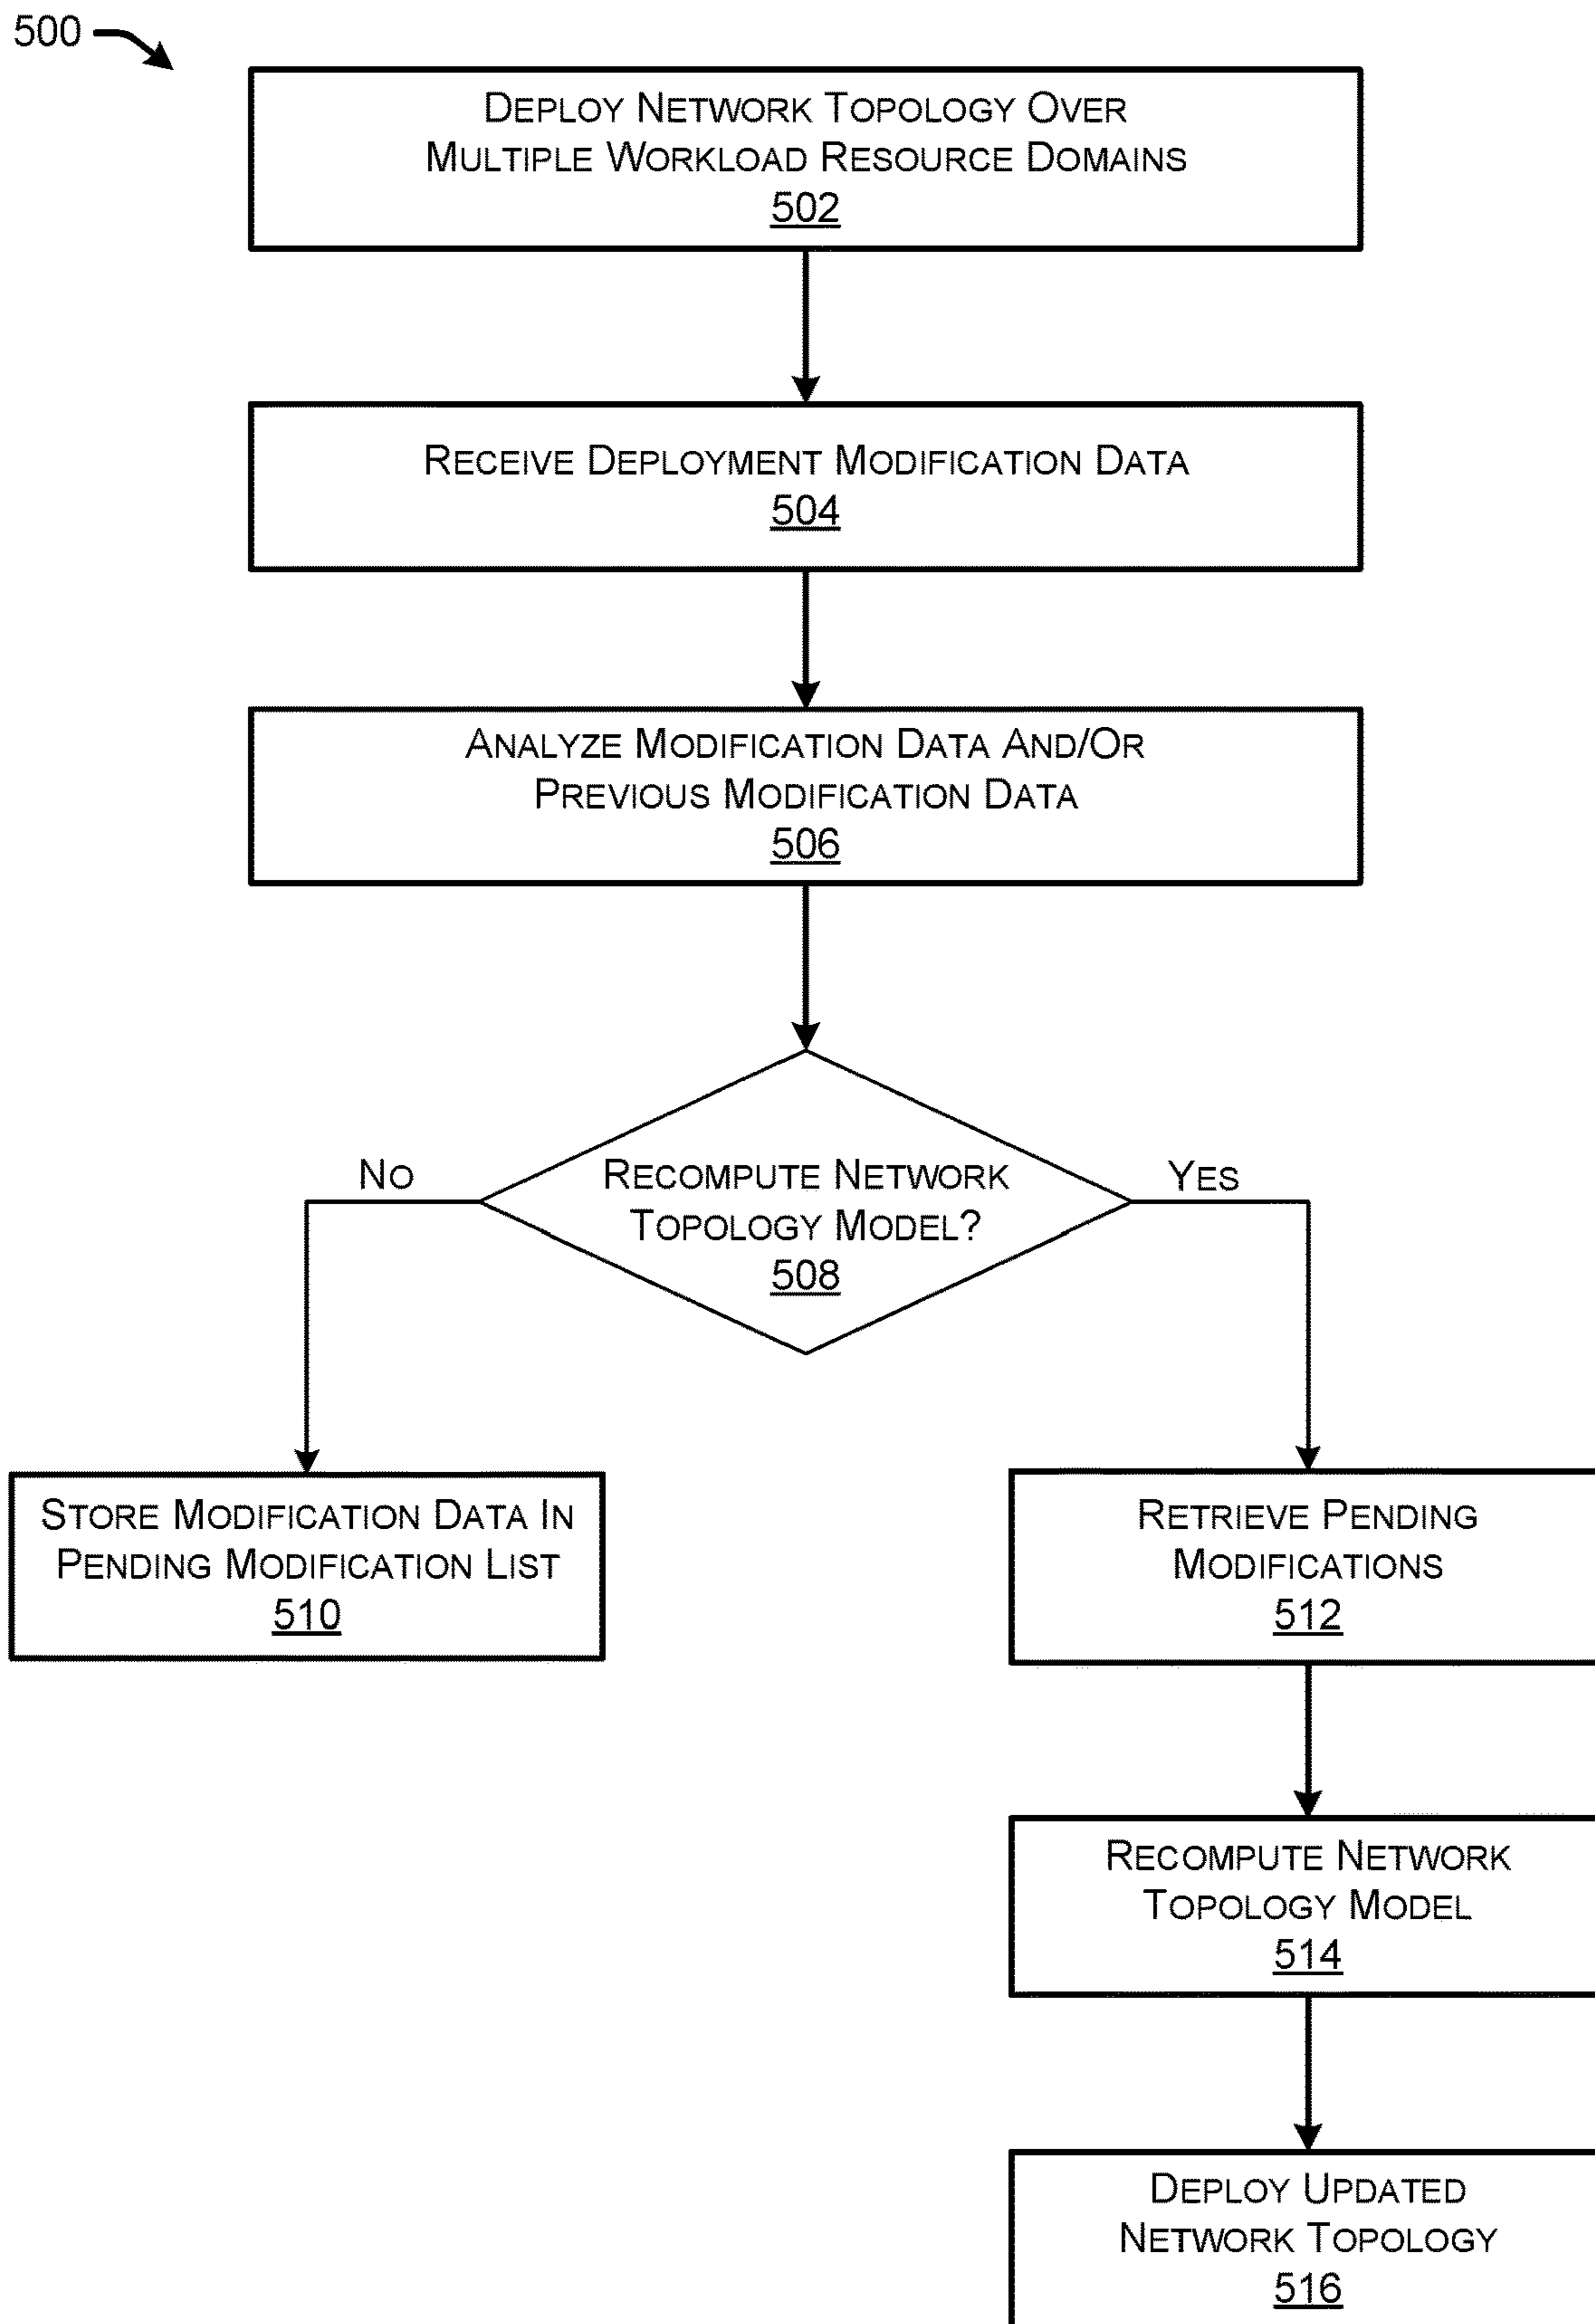 500
DEPLOY NETWORK TOPOLOGY OVER
MULTIPLE WORKLOAD RESOURCE DOMAINS
502
RECEIVE DEPLOYMENT MODIFICATION DATA
504
ANALYZE MODIFICATION DATA AND/OR
PREVIOUS MODIFICATION DATA
506
NO
YES
RECOMPUTE NETWORK
TOPOLOGY MODEL?
508
STORE MODIFICATION DATA IN
PENDING MODIFICATION LIST
510
RETRIEVE PENDING
MODIFICATIONS
512
RECOMPUTE NETWORK
TOPOLOGY MODEL
514
DEPLOY UPDATED
NETWORK TOPOLOGY
516